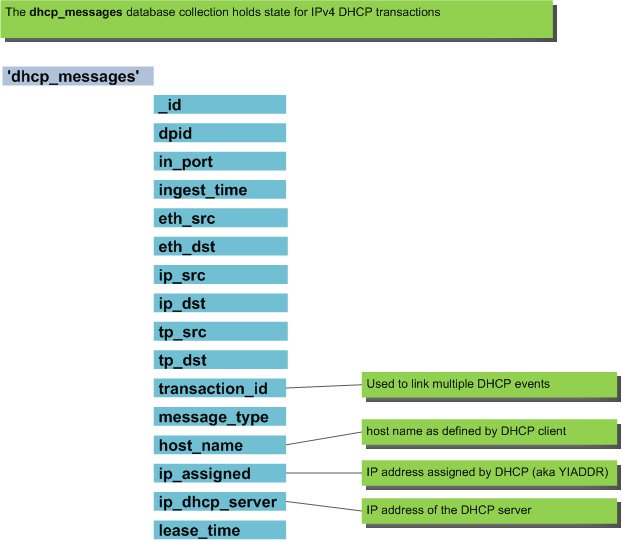 The dhcp_messages database collection holds state for IPv4 DHCP transactions
'dhcp_messages'
_id
dpid
in_port
ingest_time
eth_src
eth_dst
ip_src
ip_dst
tp_src
tp_dst
transaction_id
Used to link multiple DHCP events
message_type
host_name
host name as defined by DHCP client
ip_assigned
IP address assigned by DHCP (aka YIADDR)
ip_dhcp_server
IP address of the DHCP server
lease_time